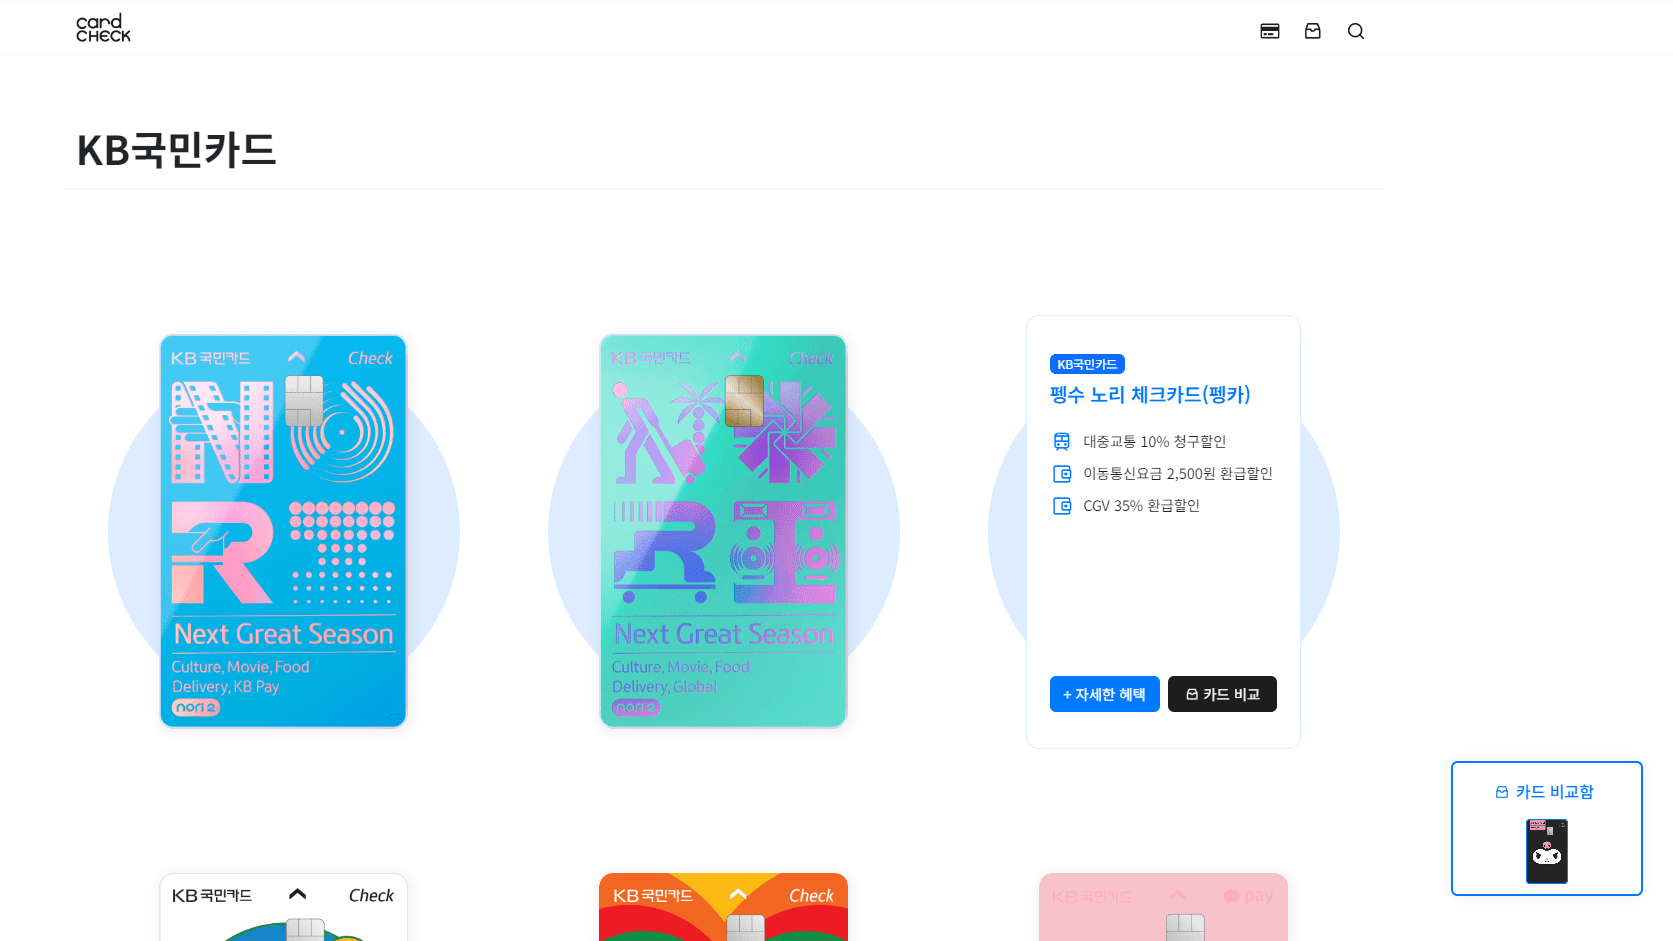 card
CHECK
KB국민카드
KB국민카드 Check
Next Great Season
Culture, Movie, Food
Delivery, KB Pay
nori 2
KB국민카드 Check
Next Great Season
Culture, Movie, Food
Delivery, Global
nori 2
KB국민카드
펭수 노리 체크카드(펭카)
대중교통 10% 청구할인
이동통신요금 2,500원 환급할인
CGV 35% 환급할인
+ 자세한 혜택
카드 비교
카드 비교함
KB국민카드 Check
KB국민카드 Check
KB국민카드 pay